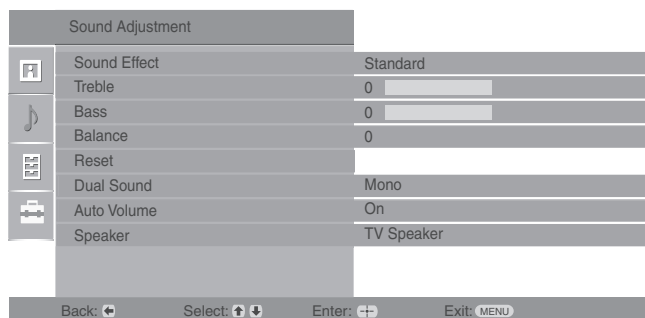 Sound Adjustment
Sound Effect Standard
Treble 0
Bass 0
Balance 0
Reset
Dual Sound Mono
Auto Volume On
Speaker TV Speaker
Back: Select: Enter: Exit: MENU